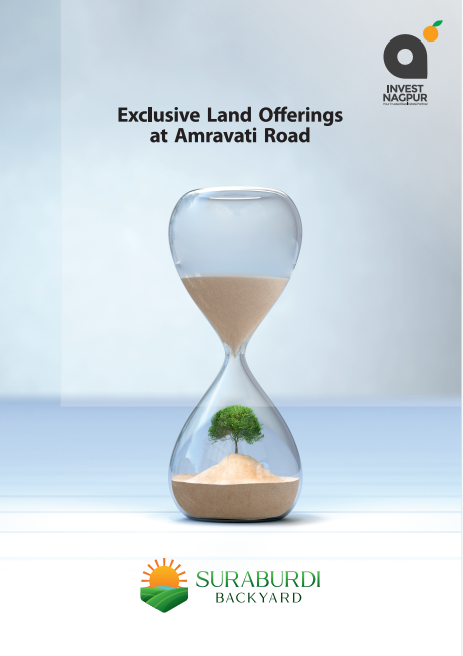 INVEST
NAGPUR
Exclusive Land Offerings
at Amravati Road
SURABURDI
BACKYARD